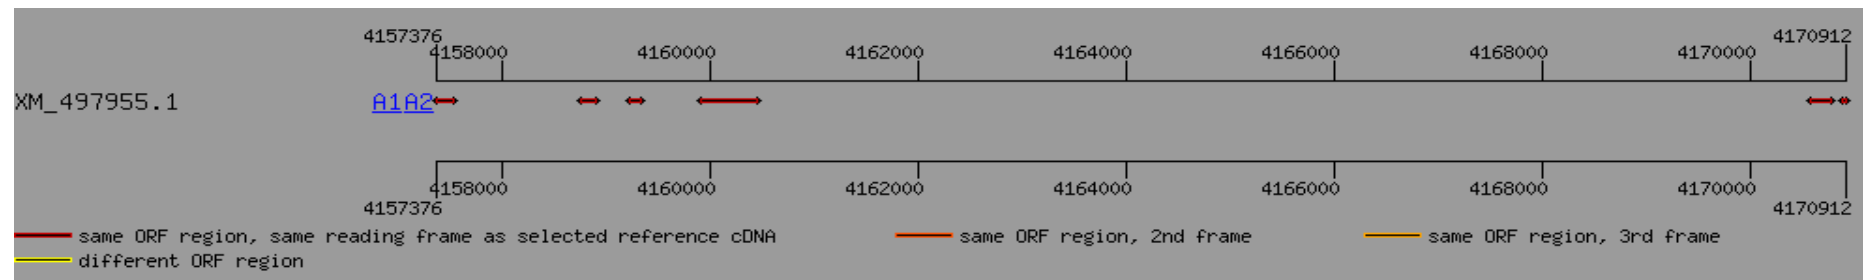 4157376 4170912
4158000 4160000 4162000 4164000 4166000 4168000 4170000
XM_497955.1 A1A2
4158000 4160000 4162000 4164000 4166000 4168000 4170000
4157376 4170912
same ORF region, same reading frame as selected reference cDNA same ORF region, 2nd frame same ORF region, 3rd frame
different ORF region